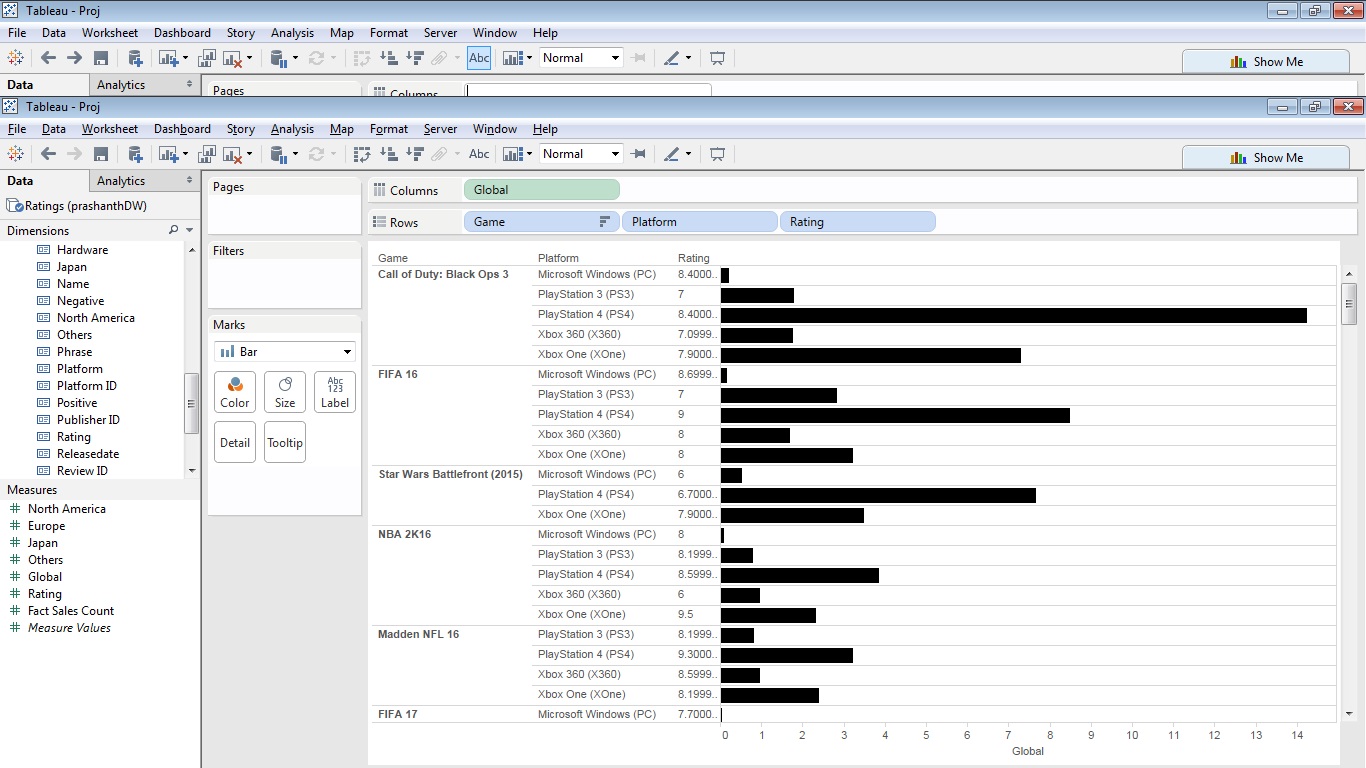 Tableau - Proj
File Data Worksheet Dashboard Story Analysis Map Format Server Window Help
Abc Normal
Show Me
Data Analytics Pages Columns
Tableau - Proj
File Data Worksheet Dashboard Story Analysis Map Format Server Window Help
Abc Normal
Show Me
Data Analytics
Ratings (prashanthDW)
Dimensions
Hardware
Japan
Name
Negative
North America
Others
Phrase
Platform
Platform ID
Positive
Publisher ID
Rating
Releasedate
Review ID
Measures
North America
Europe
Japan
Others
Global
Rating
Fact Sales Count
Measure Values
Pages
Filters
Marks
Bar
Color Size Abc 123 Label
Detail Tooltip
Columns Global
Rows Game Platform Rating
Game Platform Rating
Call of Duty: Black Ops 3 Microsoft Windows (PC) 8.4000..
PlayStation 3 (PS3) 7
PlayStation 4 (PS4) 8.4000..
Xbox 360 (X360) 7.0999..
Xbox One (XOne) 7.9000..
FIFA 16 Microsoft Windows (PC) 8.6999..
PlayStation 3 (PS3) 7
PlayStation 4 (PS4) 9
Xbox 360 (X360) 8
Xbox One (XOne) 8
Star Wars Battlefront (2015) Microsoft Windows (PC) 6
PlayStation 4 (PS4) 6.7000..
Xbox One (XOne) 7.9000..
NBA 2K16 Microsoft Windows (PC) 8
PlayStation 3 (PS3) 8.1999..
PlayStation 4 (PS4) 8.5999..
Xbox 360 (X360) 6
Xbox One (XOne) 9.5
Madden NFL 16 PlayStation 3 (PS3) 8.1999..
PlayStation 4 (PS4) 9.3000..
Xbox 360 (X360) 8.5999..
Xbox One (XOne) 8.1999..
FIFA 17 Microsoft Windows (PC) 7.7000..
0 1 2 3 4 5 6 7 8 9 10 11 12 13 14
Global